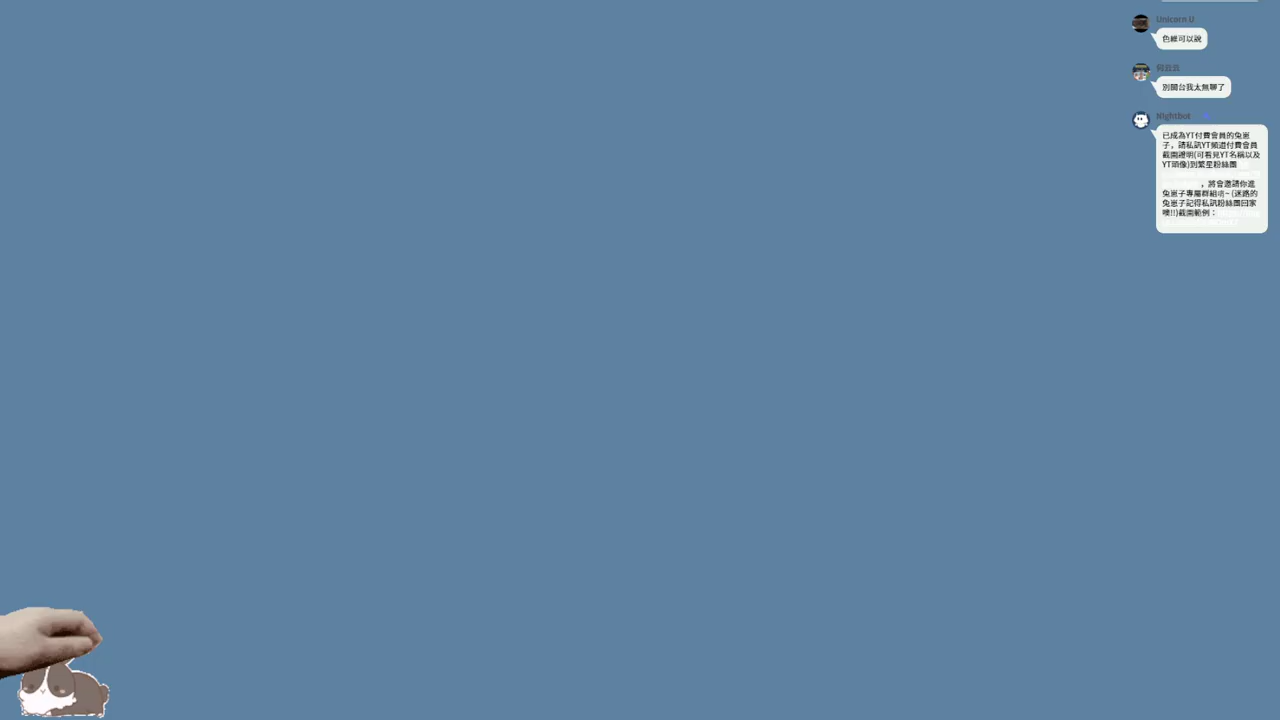 Unicorn U
色綠可以說
別關台我太無聊了
Nightbot
已成為YT付費會員的兔崽
子，請私訊YT頻道付費會員
截圖證明(可看見YT名稱以及
YT頭像)到繁星粉絲團
，將會邀請你進
兔崽子專屬群組唷~ (迷路的
兔崽子記得私訊粉絲團回家
噢!!)截圖範例：